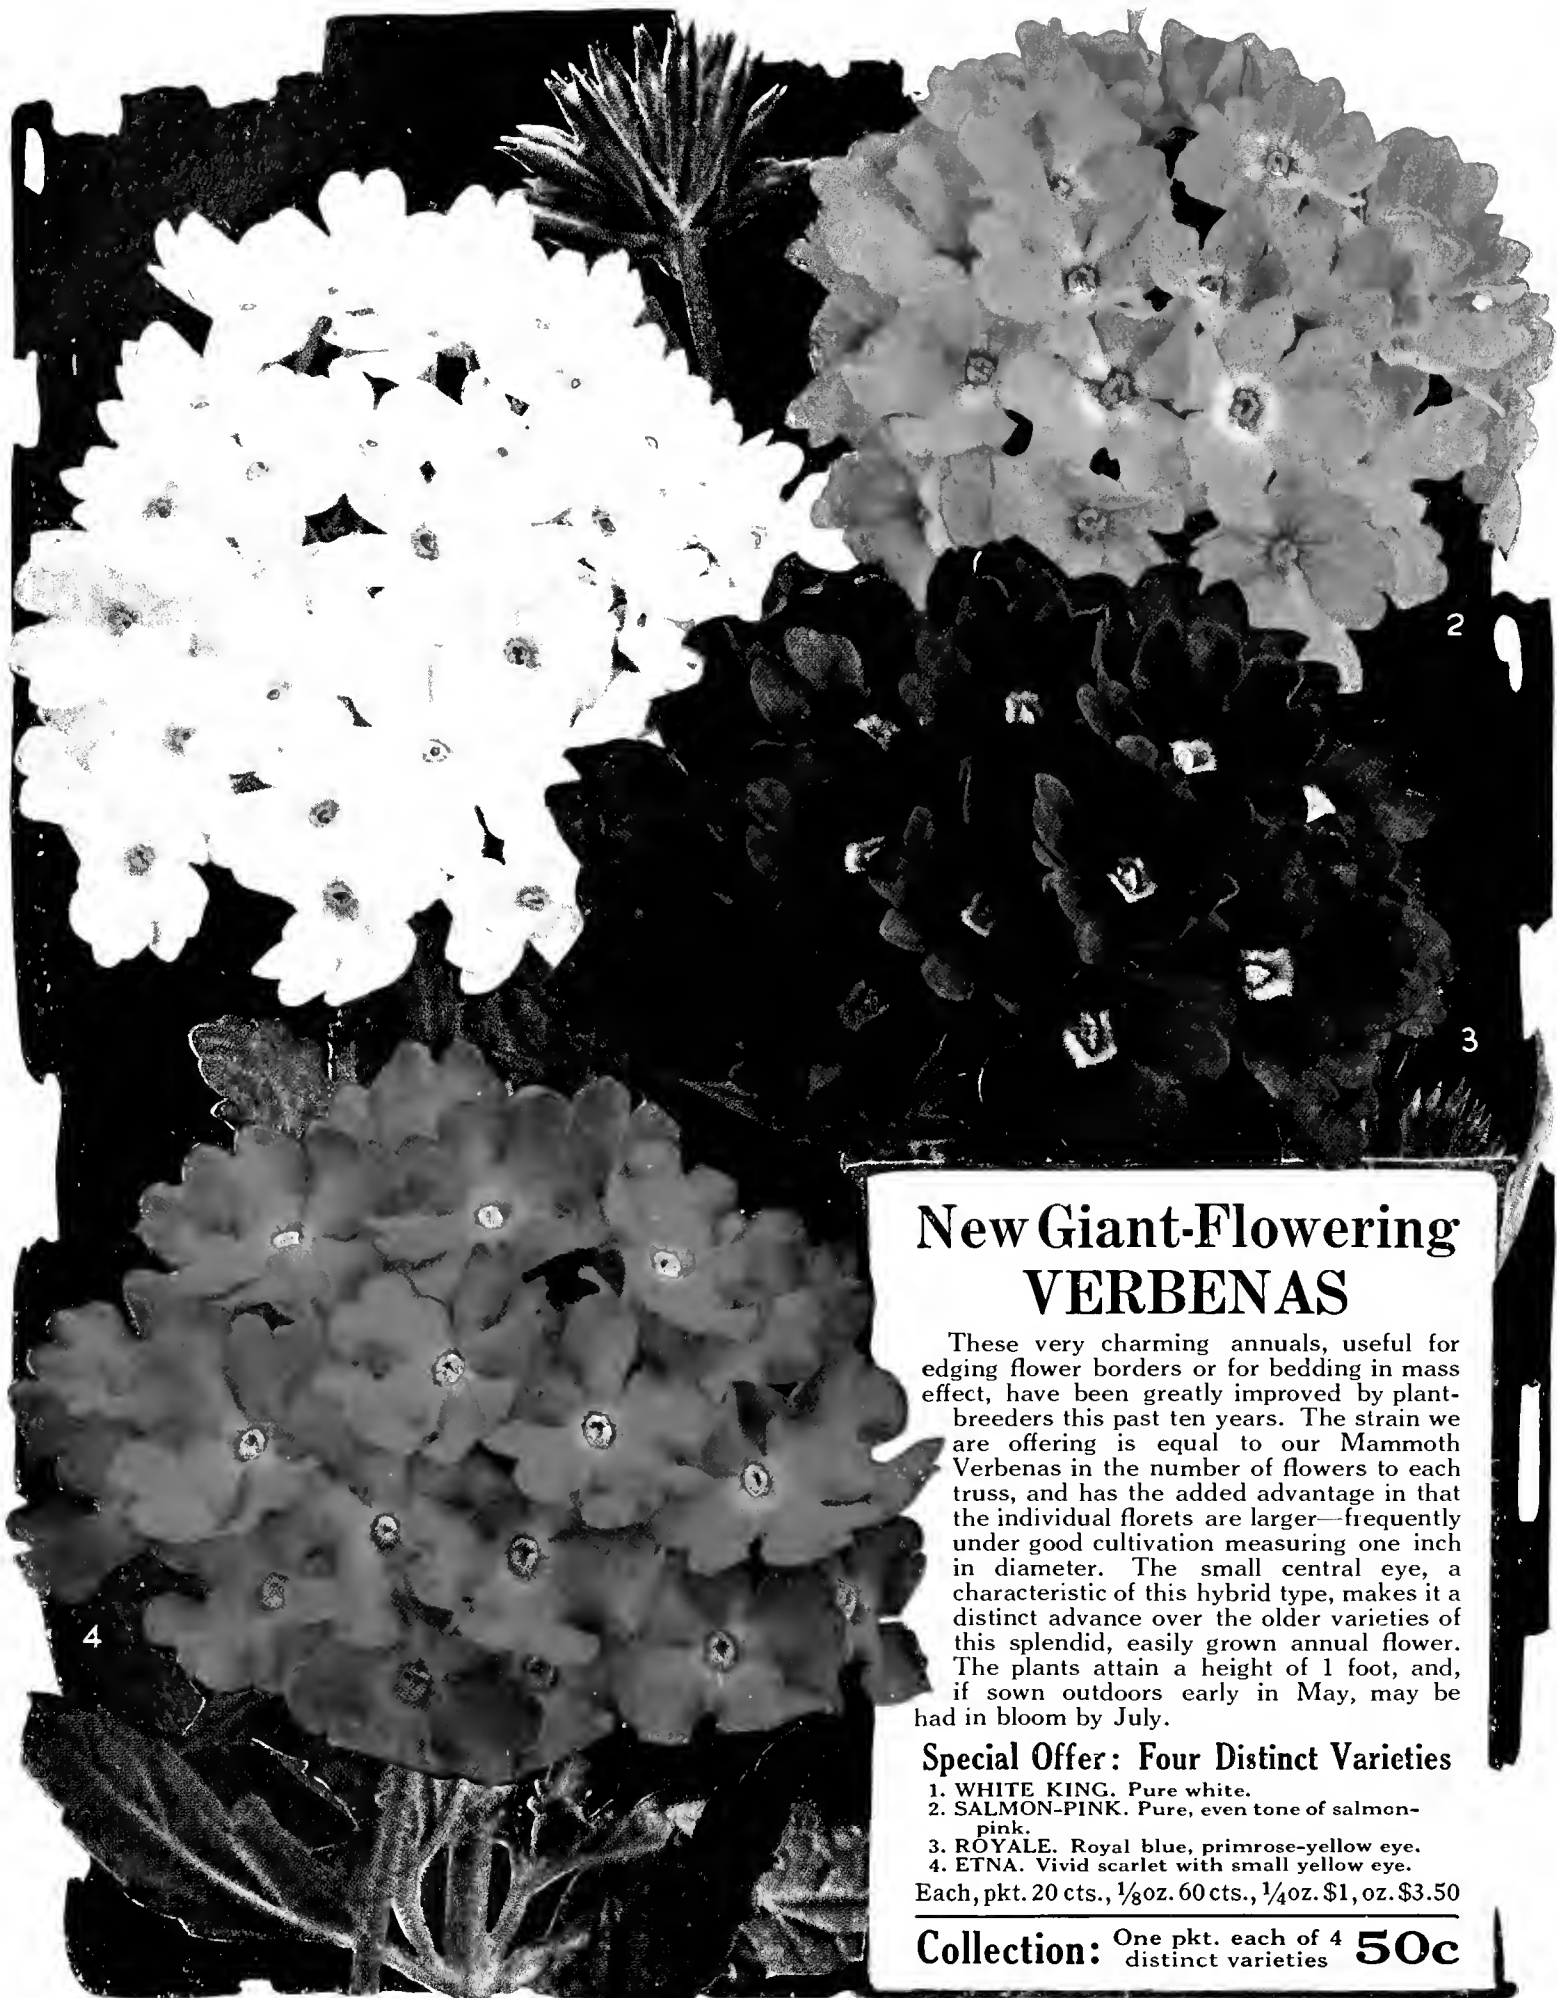 1
2
3
4
New Giant-Flowering
VERBENAS
These very charming annuals, useful for
edging flower borders or for bedding in mass
effect, have been greatly improved by plant-
breeders this past ten years. The strain we
are offering is equal to our Mammoth
Verbenas in the number of flowers to each
truss, and has the added advantage in that
the individual florets are larger—frequently
under good cultivation measuring one inch
in diameter. The small central eye, a
characteristic of this hybrid type, makes it a
distinct advance over the older varieties of
this splendid, easily grown annual flower.
The plants attain a height of 1 foot, and,
if sown outdoors early in May, may be
had in bloom by July.
Special Offer: Four Distinct Varieties
1. WHITE KING. Pure white.
2. SALMON-PINK. Pure, even tone of salmon-
pink.
3. ROYALE. Royal blue, primrose-yellow eye.
4. ETNA. Vivid scarlet with small yellow eye.
Each, pkt. 20 cts., ⅛oz. 60 cts., ¼oz. $1, oz. $3.50
Collection: One pkt. each of 4 distinct varieties 50c